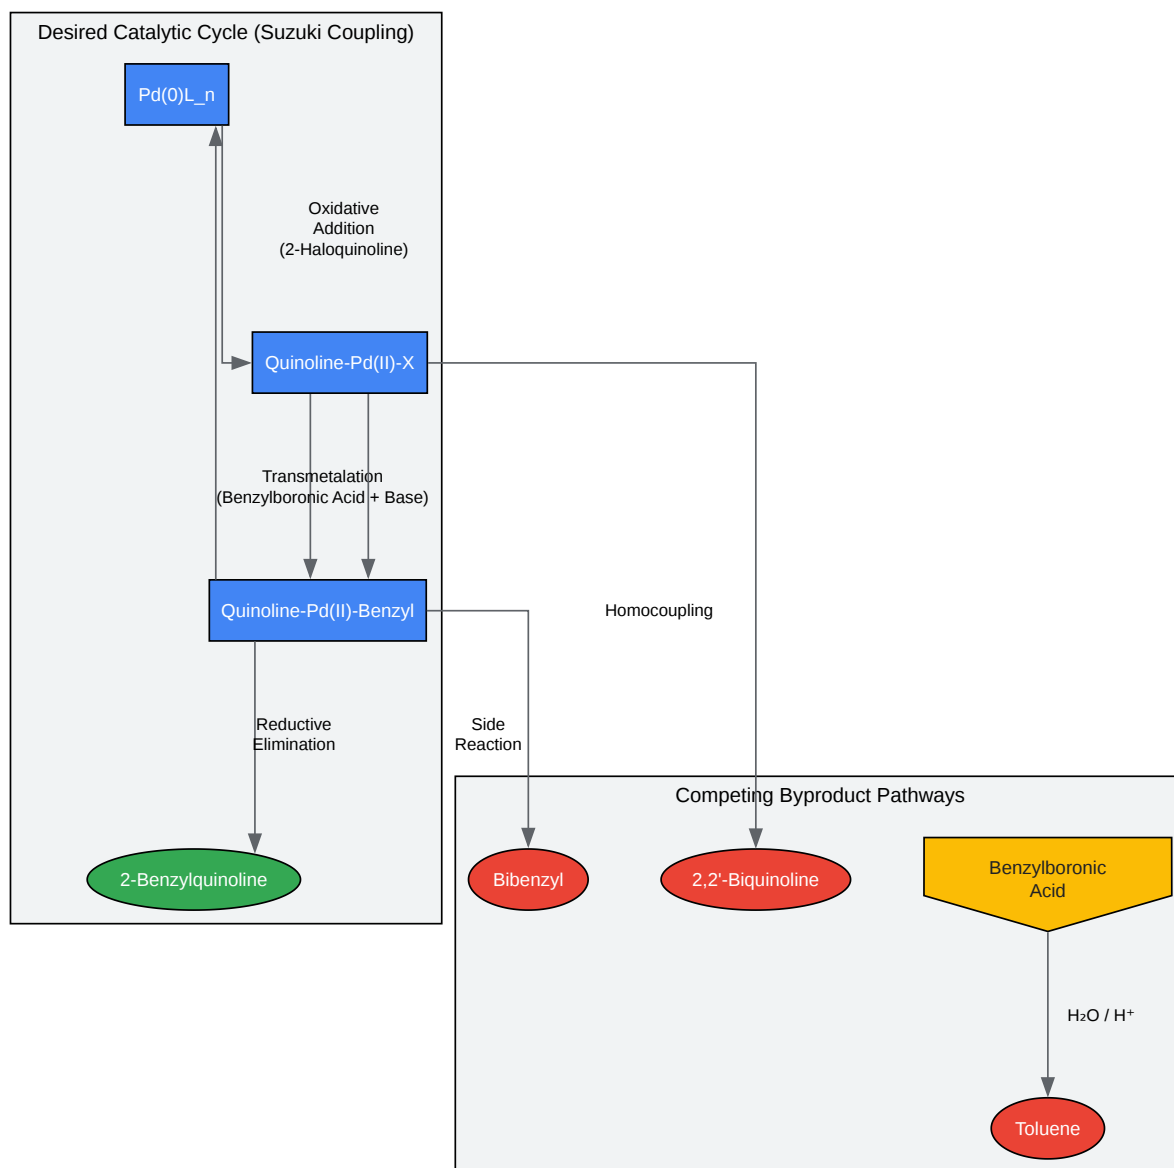 Desired Catalytic Cycle (Suzuki Coupling)
Pd(0)L_n
Oxidative
Addition
(2-Haloquinoline)
Quinoline-Pd(II)-X
Transmetalation
(Benzylboronic Acid + Base)
Quinoline-Pd(II)-Benzyl
Homocoupling
Reductive
Elimination
Side
Reaction
Competing Byproduct Pathways
2-Benzylquinoline
Bibenzyl
2,2'-Biquinoline
Benzylboronic
Acid
H₂O / H⁺
Toluene